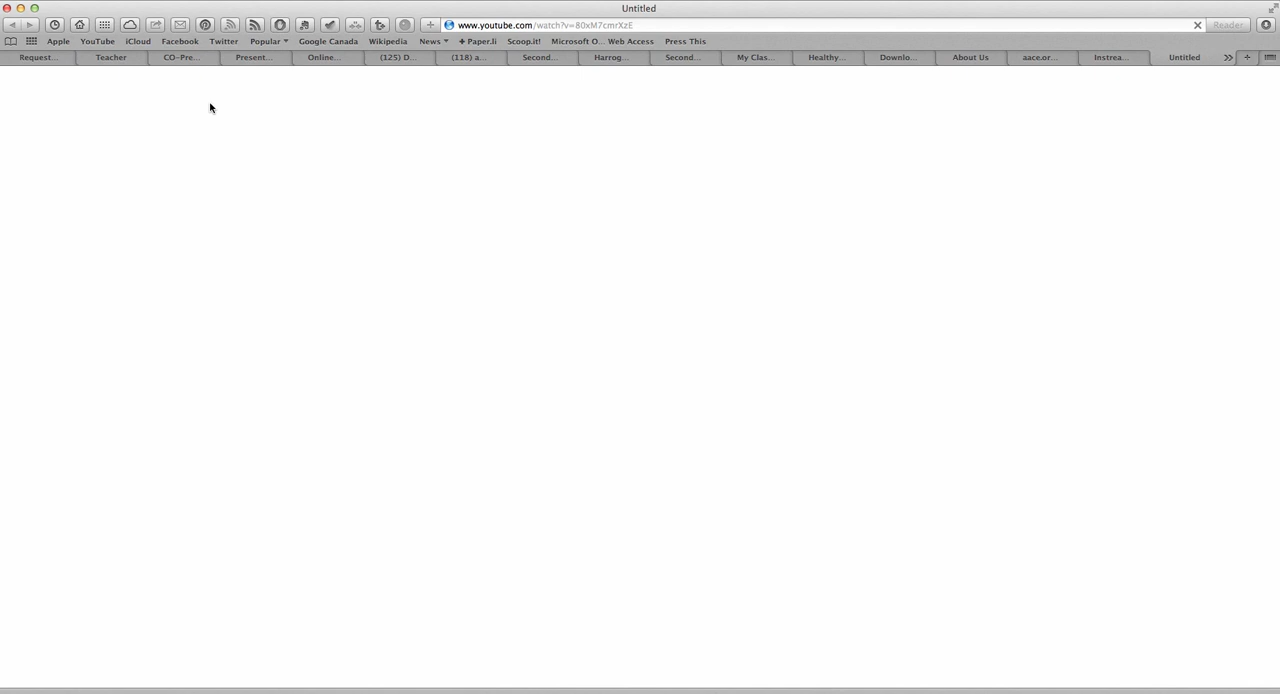 Untitled
www.youtube.com/watch?v=80xM7cmrXzE Reader
Apple YouTube iCloud Facebook Twitter Popular Google Canada Wikipedia News + Paper.li Scoop.it! Microsoft O... Web Access Press This
Request... Teacher CO-Pre... Present... Online... (125) D... (118) a... Second... Harrog... Second... My Clas... Healthy... Downlo... About Us aace.or... Instrea... Untitled